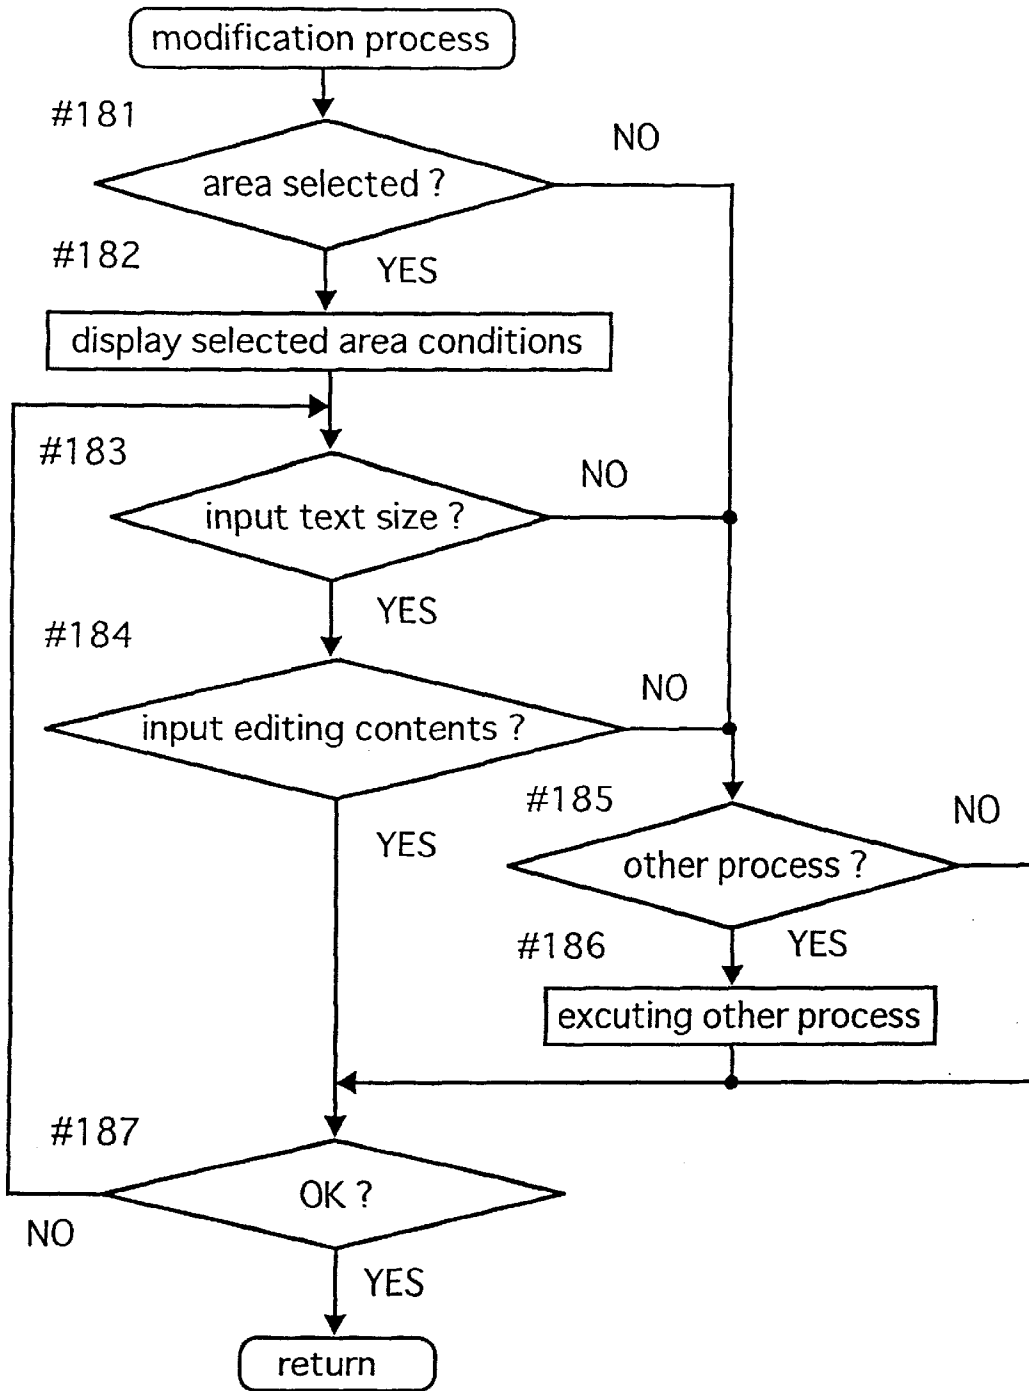 modification process
#181
NO
area selected ?
#182
YES
display selected area conditions
#183
NO
input text size ?
YES
#184
NO
input editing contents ?
#185
NO
YES
other process ?
#186
YES
excuting other process
#187
OK ?
NO
YES
return